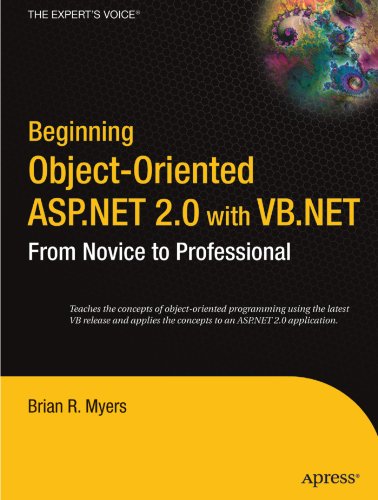 THE EXPERT'S VOICE®
Beginning
Object-Oriented
ASP.NET 2.0 with VB.NET
From Novice to Professional
Teaches the concepts of object-oriented programming using the latest
VB release and applies the concepts to an ASP.NET 2.0 application.
Brian R. Myers
Apress®